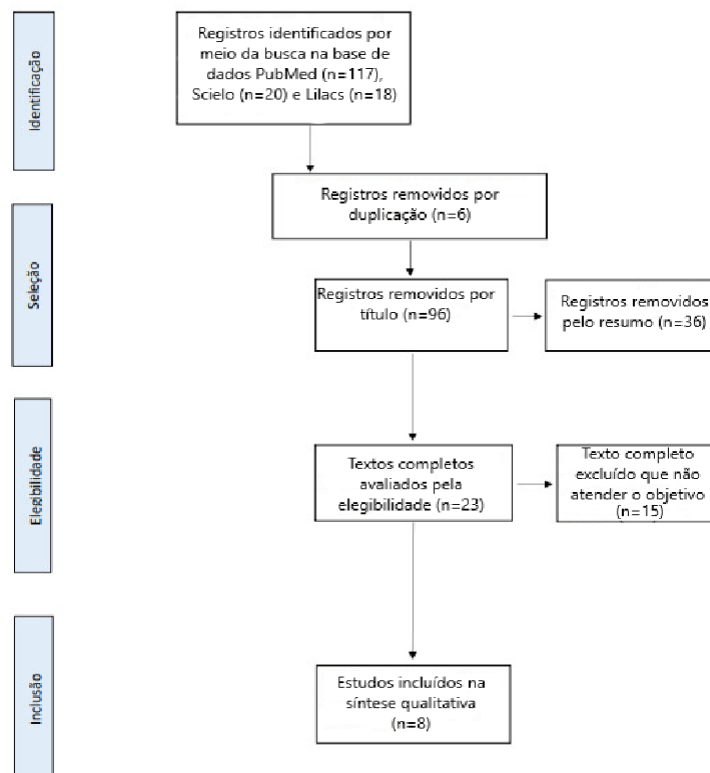 Identificação
Registros identificados por
meio da busca na base de
dados PubMed (n=117),
Scielo (n=20) e Lilacs (n=18)
Registros removidos por
duplicação (n=6)
Seleção
Registros removidos por
título (n=96)
Registros removidos
pelo resumo (n=36)
Elegibilidade
Textos completos
avaliados pela
elegibilidade (n=23)
Texto completo
excluído que não
atender o objetivo
(n=15)
Inclusão
Estudos incluídos na
síntese qualitativa
(n=8)